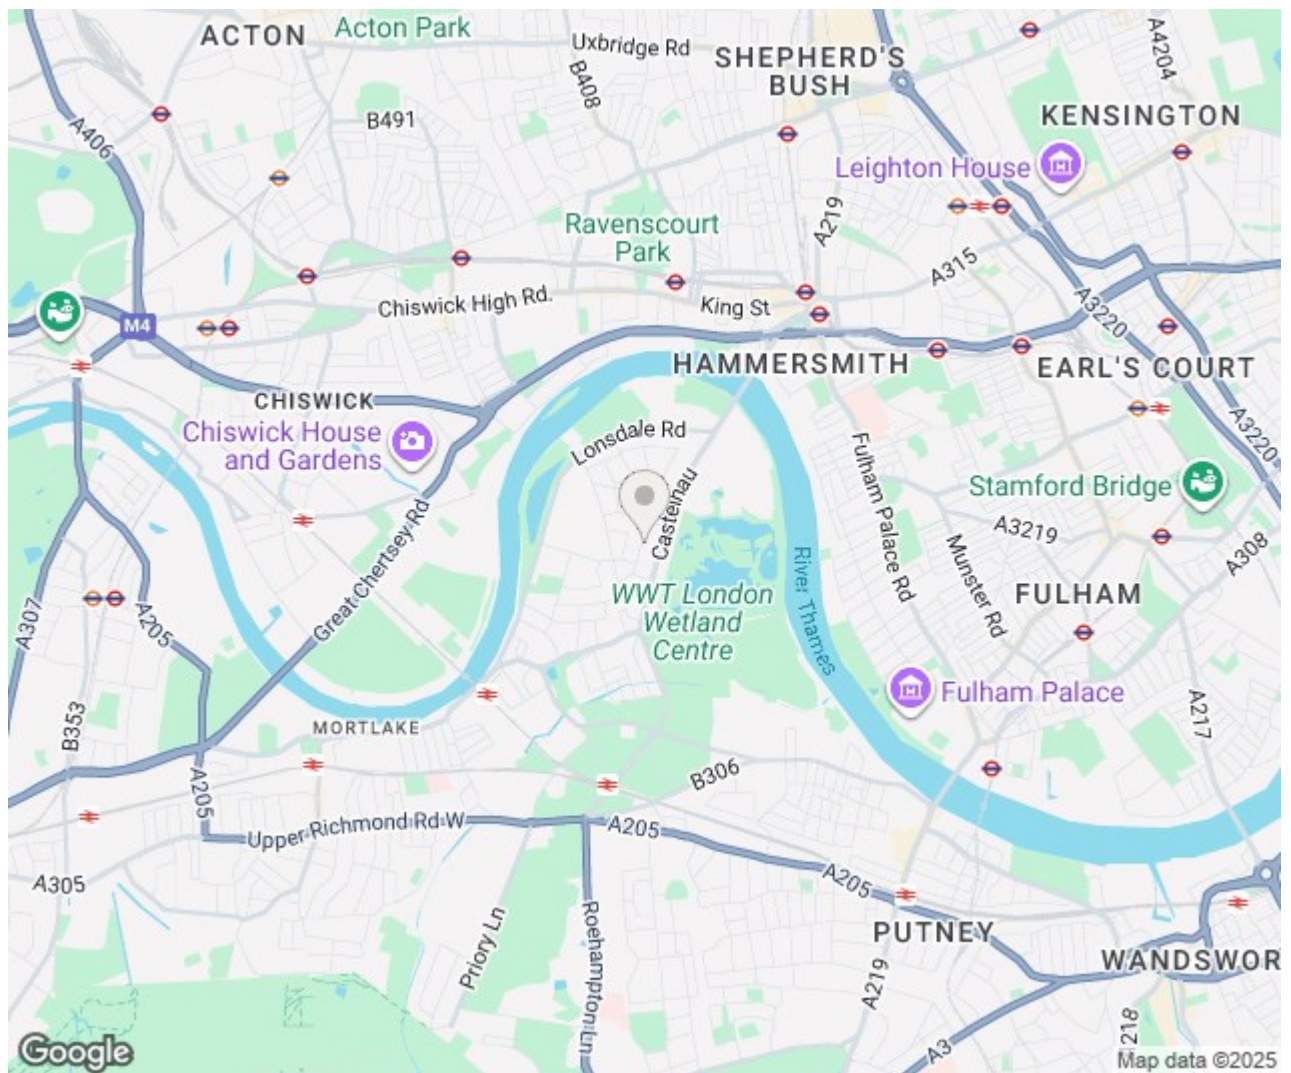 ACTON
Acton Park
Uxbridge Rd
SHEPHERD'S
BUSH
A4204
B408
B491
KENSINGTON
A406
Leighton House
Ravenscourt
Park
A219
A315
M4
Chiswick High Rd.
King St
A3220
HAMMERSMITH
EARL'S COURT
CHISWICK
Chiswick House
and Gardens
Lonsdale Rd
A3220
Fulham Palace Rd
Castelnau
Stamford Bridge
A3219
A308
Great Chertsey Rd
Munster Rd
River Thames
WWT London
Wetland
Centre
FULHAM
A307
A205
Fulham Palace
A217
B353
MORTLAKE
B306
A205
Upper Richmond Rd W
A205
A305
A205
Priory Ln
Roehampton Ln
PUTNEY
WANDSWOR
A219
A3
A218
Google
Map data ©2025